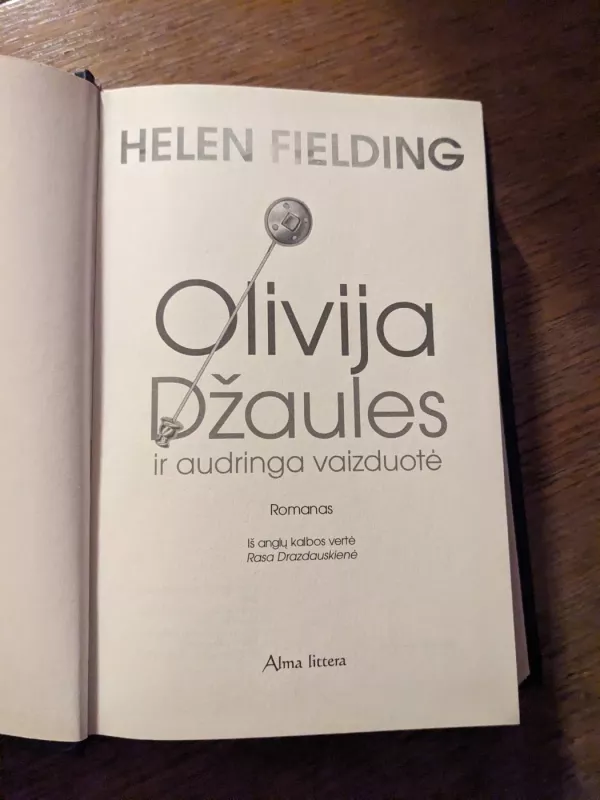 HELEN FIELDING
Olivija
Džaules
ir audringa vaizduotė
Romanas
Iš anglų kalbos vertė
Rasa Drazdauskienė
Alma littera